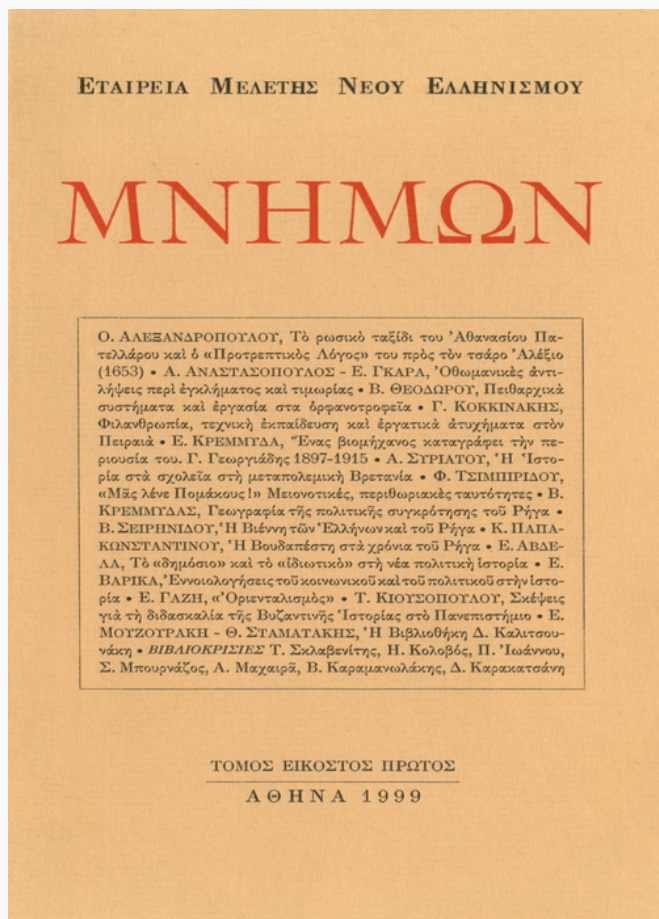 ΕΤΑΙΡΕΙΑ ΜΕΛΕΤΗΣ ΝΕΟΥ ΕΛΛΗΝΙΣΜΟΥ
ΜΝΗΜΩΝ
Ο. ΑΛΕΞΑΝΔΡΟΠΟΥΛΟΥ, Τὸ ρωσικὸ ταξίδι του Ἀθανασίου Πα-
τελλάρου καὶ ὁ «Προτρεπτικὸς Λόγος» του πρὸς τὸν τσάρο Ἀλέξιο
(1653) • Α. ΑΝΑΣΤΑΣΟΠΟΥΛΟΣ - Ε. ΓΚΑΡΑ, Ὀθωμανικὲς ἀντι-
λήψεις περὶ ἐγκλήματος καὶ τιμωρίας • Β. ΘΕΟΔΩΡΟΥ, Πειθαρχικὰ
συστήματα καὶ ἐργασία στα ὀρφανοτροφεῖα • Γ. ΚΟΚΚΙΝΑΚΗΣ,
Φιλανθρωπία, τεχνικὴ ἐκπαίδευση καὶ ἐργατικὰ ἀτυχήματα στὸν
Πειραιὰ • Ε. ΚΡΕΜΜΥΔΑ, Ἕνας βιομήχανος καταγράφει τὴν πε-
ριουσία του. Γ. Γεωργιάδης 1897-1915 • Α. ΣΥΡΙΑΤΟΥ, Ἡ Ἱστο-
ρία στὰ σχολεῖα στὴ μεταπολεμικὴ Βρετανία • Φ. ΤΣΙΜΠΙΡΙΔΟΥ,
«Μᾶς λένε Πομάκους!» Μειονοτικές, περιθωριακὲς ταυτότητες • Β.
ΚΡΕΜΜΥΔΑΣ, Γεωγραφία τῆς πολιτικῆς συγκρότησης τοῦ Ρήγα •
Β. ΣΕΙΡΗΝΙΔΟΥ, Ἡ Βιέννη τῶν Ἑλλήνων καὶ τοῦ Ρήγα • Κ. ΠΑΠΑ-
ΚΩΝΣΤΑΝΤΙΝΟΥ, Ἡ Βουδαπέστη στὰ χρόνια τοῦ Ρήγα • Ε. ΑΒΔΕ-
ΛΑ, Τὸ «δημόσιο» καὶ τὸ «ἰδιωτικὸ» στὴ νέα πολιτικὴ ἱστορία • Ε.
ΒΑΡΙΚΑ, Ἐννοιολογήσεις τοῦ κοινωνικοῦ καὶ τοῦ πολιτικοῦ στὴν ἱστο-
ρία • Ε. ΓΑΖΗ, «Ὀριενταλισμὸς» • Τ. ΚΙΟΥΣΟΠΟΥΛΟΥ, Σκέψεις
γιὰ τὴ διδασκαλία τῆς Βυζαντινῆς Ἱστορίας στὸ Πανεπιστήμιο • Ε.
ΜΟΥΖΟΥΡΑΚΗ - Θ. ΣΤΑΜΑΤΑΚΗΣ, Ἡ Βιβλιοθήκη Δ. Καλιτσου-
νάκη • ΒΙΒΛΙΟΚΡΙΣΙΕΣ Τ. Σκλαβενίτης, Η. Κολοβός, Π. Ἰωάννου,
Σ. Μπουρνάζος, Α. Μαχαιρᾶ, Β. Καραμανωλάκης, Δ. Καρακατσάνη
ΤΟΜΟΣ ΕΙΚΟΣΤΟΣ ΠΡΩΤΟΣ
ΑΘΗΝΑ 1999